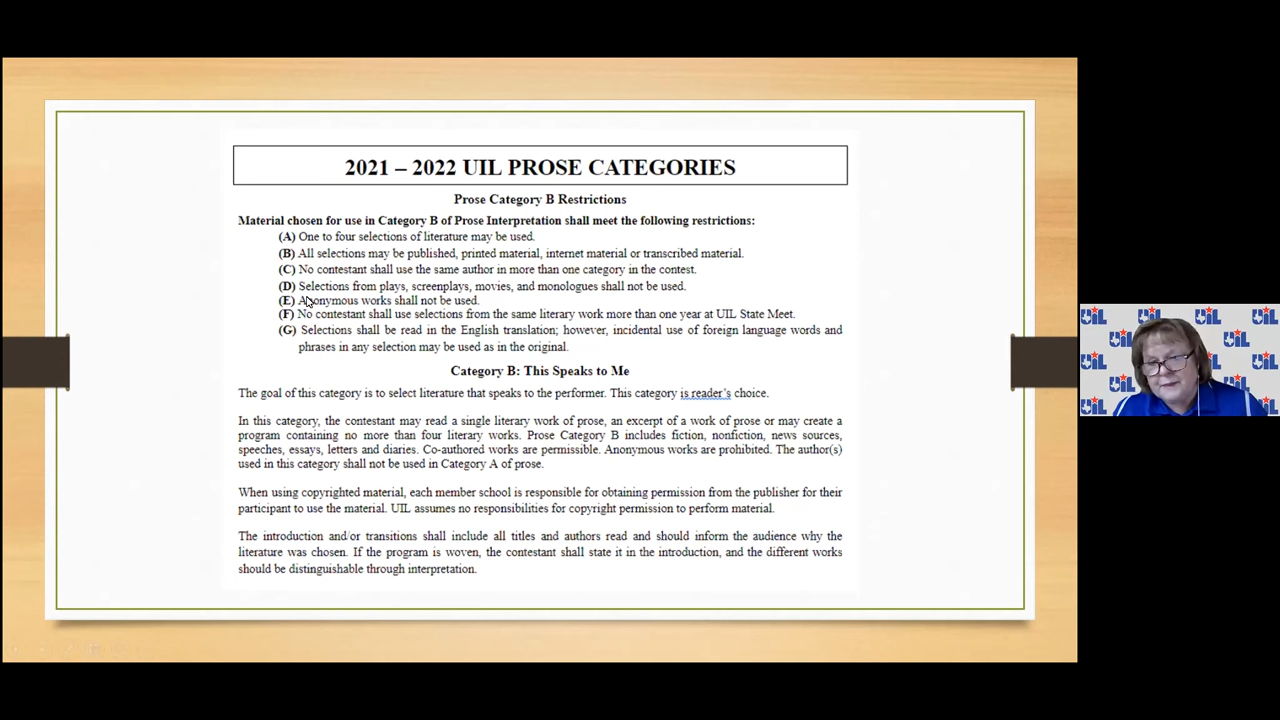 2021 – 2022 UIL PROSE CATEGORIES
Prose Category B Restrictions
Material chosen for use in Category B of Prose Interpretation shall meet the following restrictions:
(A) One to four selections of literature may be used.
(B) All selections may be published, printed material, internet material or transcribed material.
(C) No contestant shall use the same author in more than one category in the contest.
(D) Selections from plays, screenplays, movies, and monologues shall not be used.
(E) Anonymous works shall not be used.
(F) No contestant shall use selections from the same literary work more than one year at UIL State Meet.
(G) Selections shall be read in the English translation; however, incidental use of foreign language words and
phrases in any selection may be used as in the original.
Category B: This Speaks to Me
The goal of this category is to select literature that speaks to the performer. This category is reader's choice.
In this category, the contestant may read a single literary work of prose, an excerpt of a work of prose or may create a
program containing no more than four literary works. Prose Category B includes fiction, nonfiction, news sources,
speeches, essays, letters and diaries. Co-authored works are permissible. Anonymous works are prohibited. The author(s)
used in this category shall not be used in Category A of prose.
When using copyrighted material, each member school is responsible for obtaining permission from the publisher for their
participant to use the material. UIL assumes no responsibilities for copyright permission to perform material.
The introduction and/or transitions shall include all titles and authors read and should inform the audience why the
literature was chosen. If the program is woven, the contestant shall state it in the introduction, and the different works
should be distinguishable through interpretation.
UIL UIL UIL UIL
UIL UIL
UIL UIL
UIL UIL